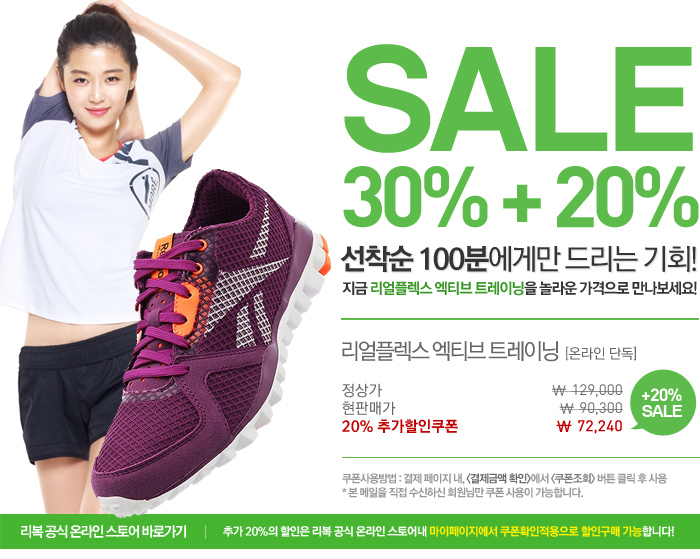 SALE
30% + 20%
선착순 100분에게만 드리는 기회!
지금 리얼플렉스 엑티브 트레이닝을 놀라운 가격으로 만나보세요!
리얼플렉스 엑티브 트레이닝 [온라인 단독]
정상가 ₩ 129,000
현판매가 ₩ 90,300
20% 추가할인쿠폰 ₩ 72,240
+20%
SALE
쿠폰사용방법 : 결제 페이지 내, <결제금액 확인>에서 <쿠폰조회> 버튼 클릭 후 사용
* 본 메일을 직접 수신하신 회원님만 쿠폰 사용이 가능합니다.
리복 공식 온라인 스토어 바로가기 | 추가 20%의 할인은 리복 공식 온라인 스토어내 마이페이지에서 쿠폰확인적용으로 할인구매 가능합니다!